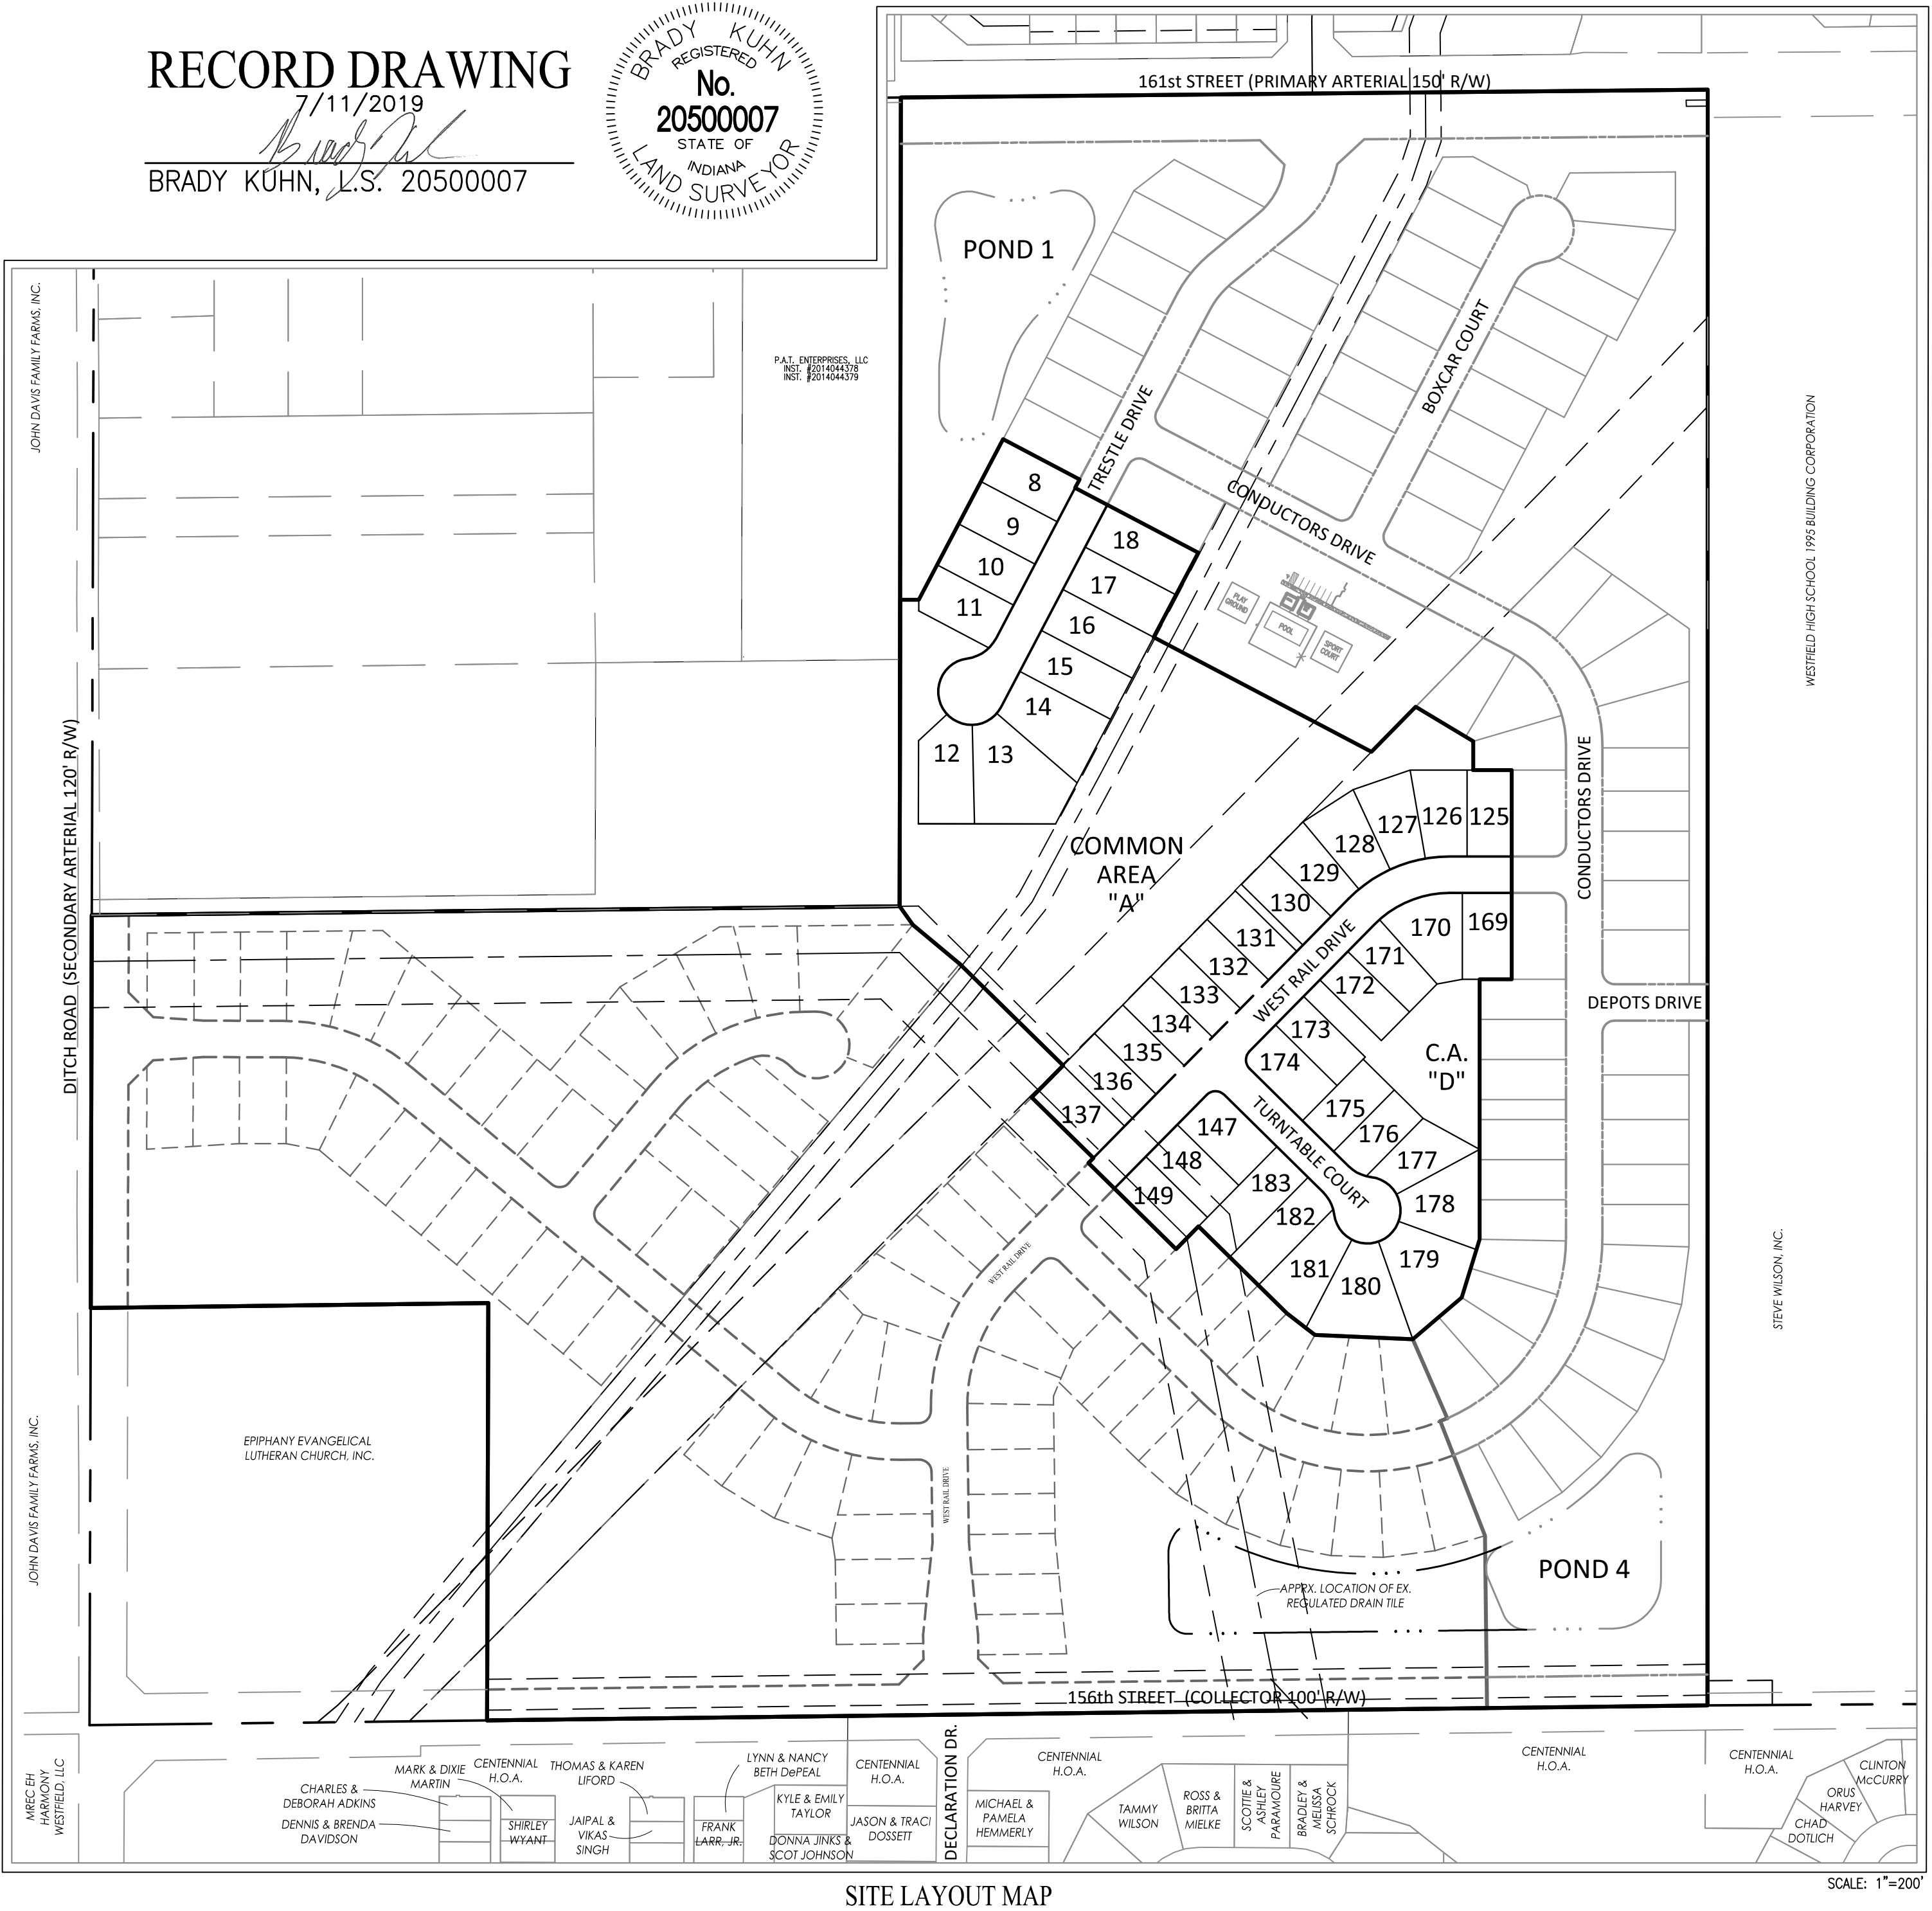 RECORD DRAWING
7/11/2019
BRADY KUHN, L.S. 20500007
BRADY KUHN
REGISTERED
No.
20500007
STATE OF
INDIANA
LAND SURVEYOR
161st STREET (PRIMARY ARTERIAL 150' R/W)
POND 1
JOHN DAVIS FAMILY FARMS, INC.
P.A.T. ENTERPRISES, LLC
INST. #2014044378
INST. #2014044379
TRESTLE DRIVE
BOXCAR COURT
CONDUCTORS DRIVE
WESTFIELD HIGH SCHOOL 1995 BUILDING CORPORATION
8
9
10
11
12
13
14
15
16
17
18
PLAY
GROUND
POOL
SPORT
COURT
DITCH ROAD (SECONDARY ARTERIAL 120' R/W)
COMMON
AREA
"A"
CONDUCTORS DRIVE
125
126
127
128
129
130
131
132
133
134
135
136
137
WEST RAIL DRIVE
169
170
171
172
173
174
175
176
177
178
179
180
181
182
183
147
148
149
C.A.
"D"
DEPOTS DRIVE
TURNTABLE COURT
WEST RAIL DRIVE
WEST RAIL DRIVE
STEVE WILSON, INC.
JOHN DAVIS FAMILY FARMS, INC.
EPIPHANY EVANGELICAL
LUTHERAN CHURCH, INC.
POND 4
APPRX. LOCATION OF EX.
REGULATED DRAIN TILE
156th STREET (COLLECTOR 100' R/W)
MREC EH
HARMONY
WESTFIELD, LLC
CHARLES &
DEBORAH ADKINS
DENNIS & BRENDA
DAVIDSON
MARK & DIXIE
MARTIN
CENTENNIAL
H.O.A.
SHIRLEY
WYANT
THOMAS & KAREN
LIFORD
JAIPAL &
VIKAS
SINGH
LYNN & NANCY
BETH DePEAL
FRANK
LARR, JR.
KYLE & EMILY
TAYLOR
DONNA JINKS &
SCOT JOHNSON
CENTENNIAL
H.O.A.
JASON & TRACI
DOSSETT
DECLARATION DR.
MICHAEL &
PAMELA
HEMMERLY
CENTENNIAL
H.O.A.
TAMMY
WILSON
ROSS &
BRITTA
MIELKE
SCOTTIE &
ASHLEY
PARAMOURE
BRADLEY &
MELISSA
SCHROCK
CENTENNIAL
H.O.A.
CENTENNIAL
H.O.A.
CLINTON
McCURRY
ORUS
HARVEY
CHAD
DOTLICH
SCALE: 1"=200'
SITE LAYOUT MAP